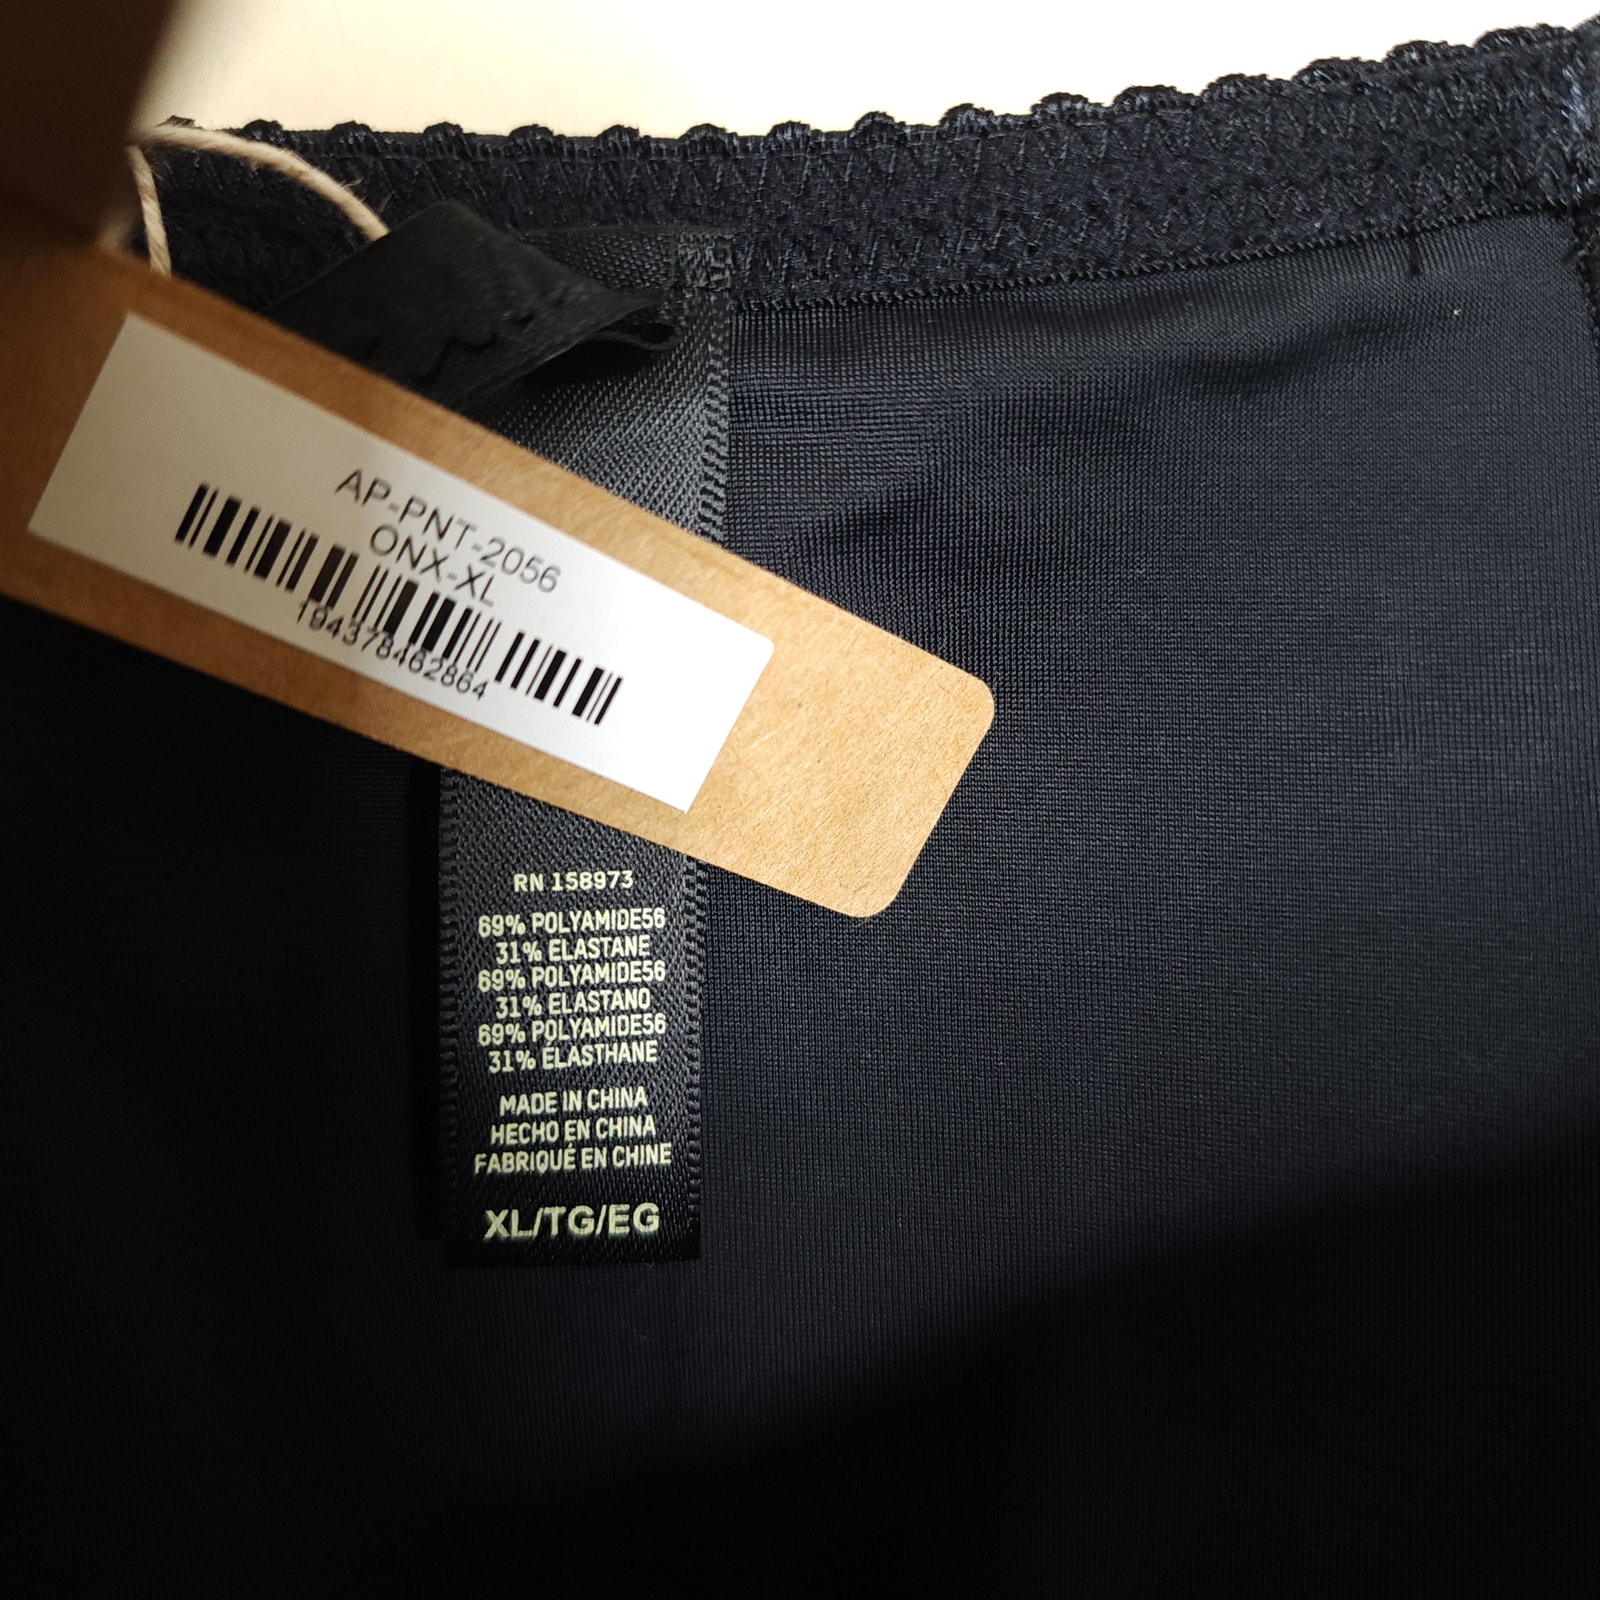 AP-PNT-2056
ONX-XL
194378462864
RN 158973
69% POLYAMIDE56
31% ELASTANE
69% POLYAMIDE56
31% ELASTANO
69% POLYAMIDE56
31% ÉLASTHANE
MADE IN CHINA
HECHO EN CHINA
FABRIQUÉ EN CHINE
XL/TG/EG